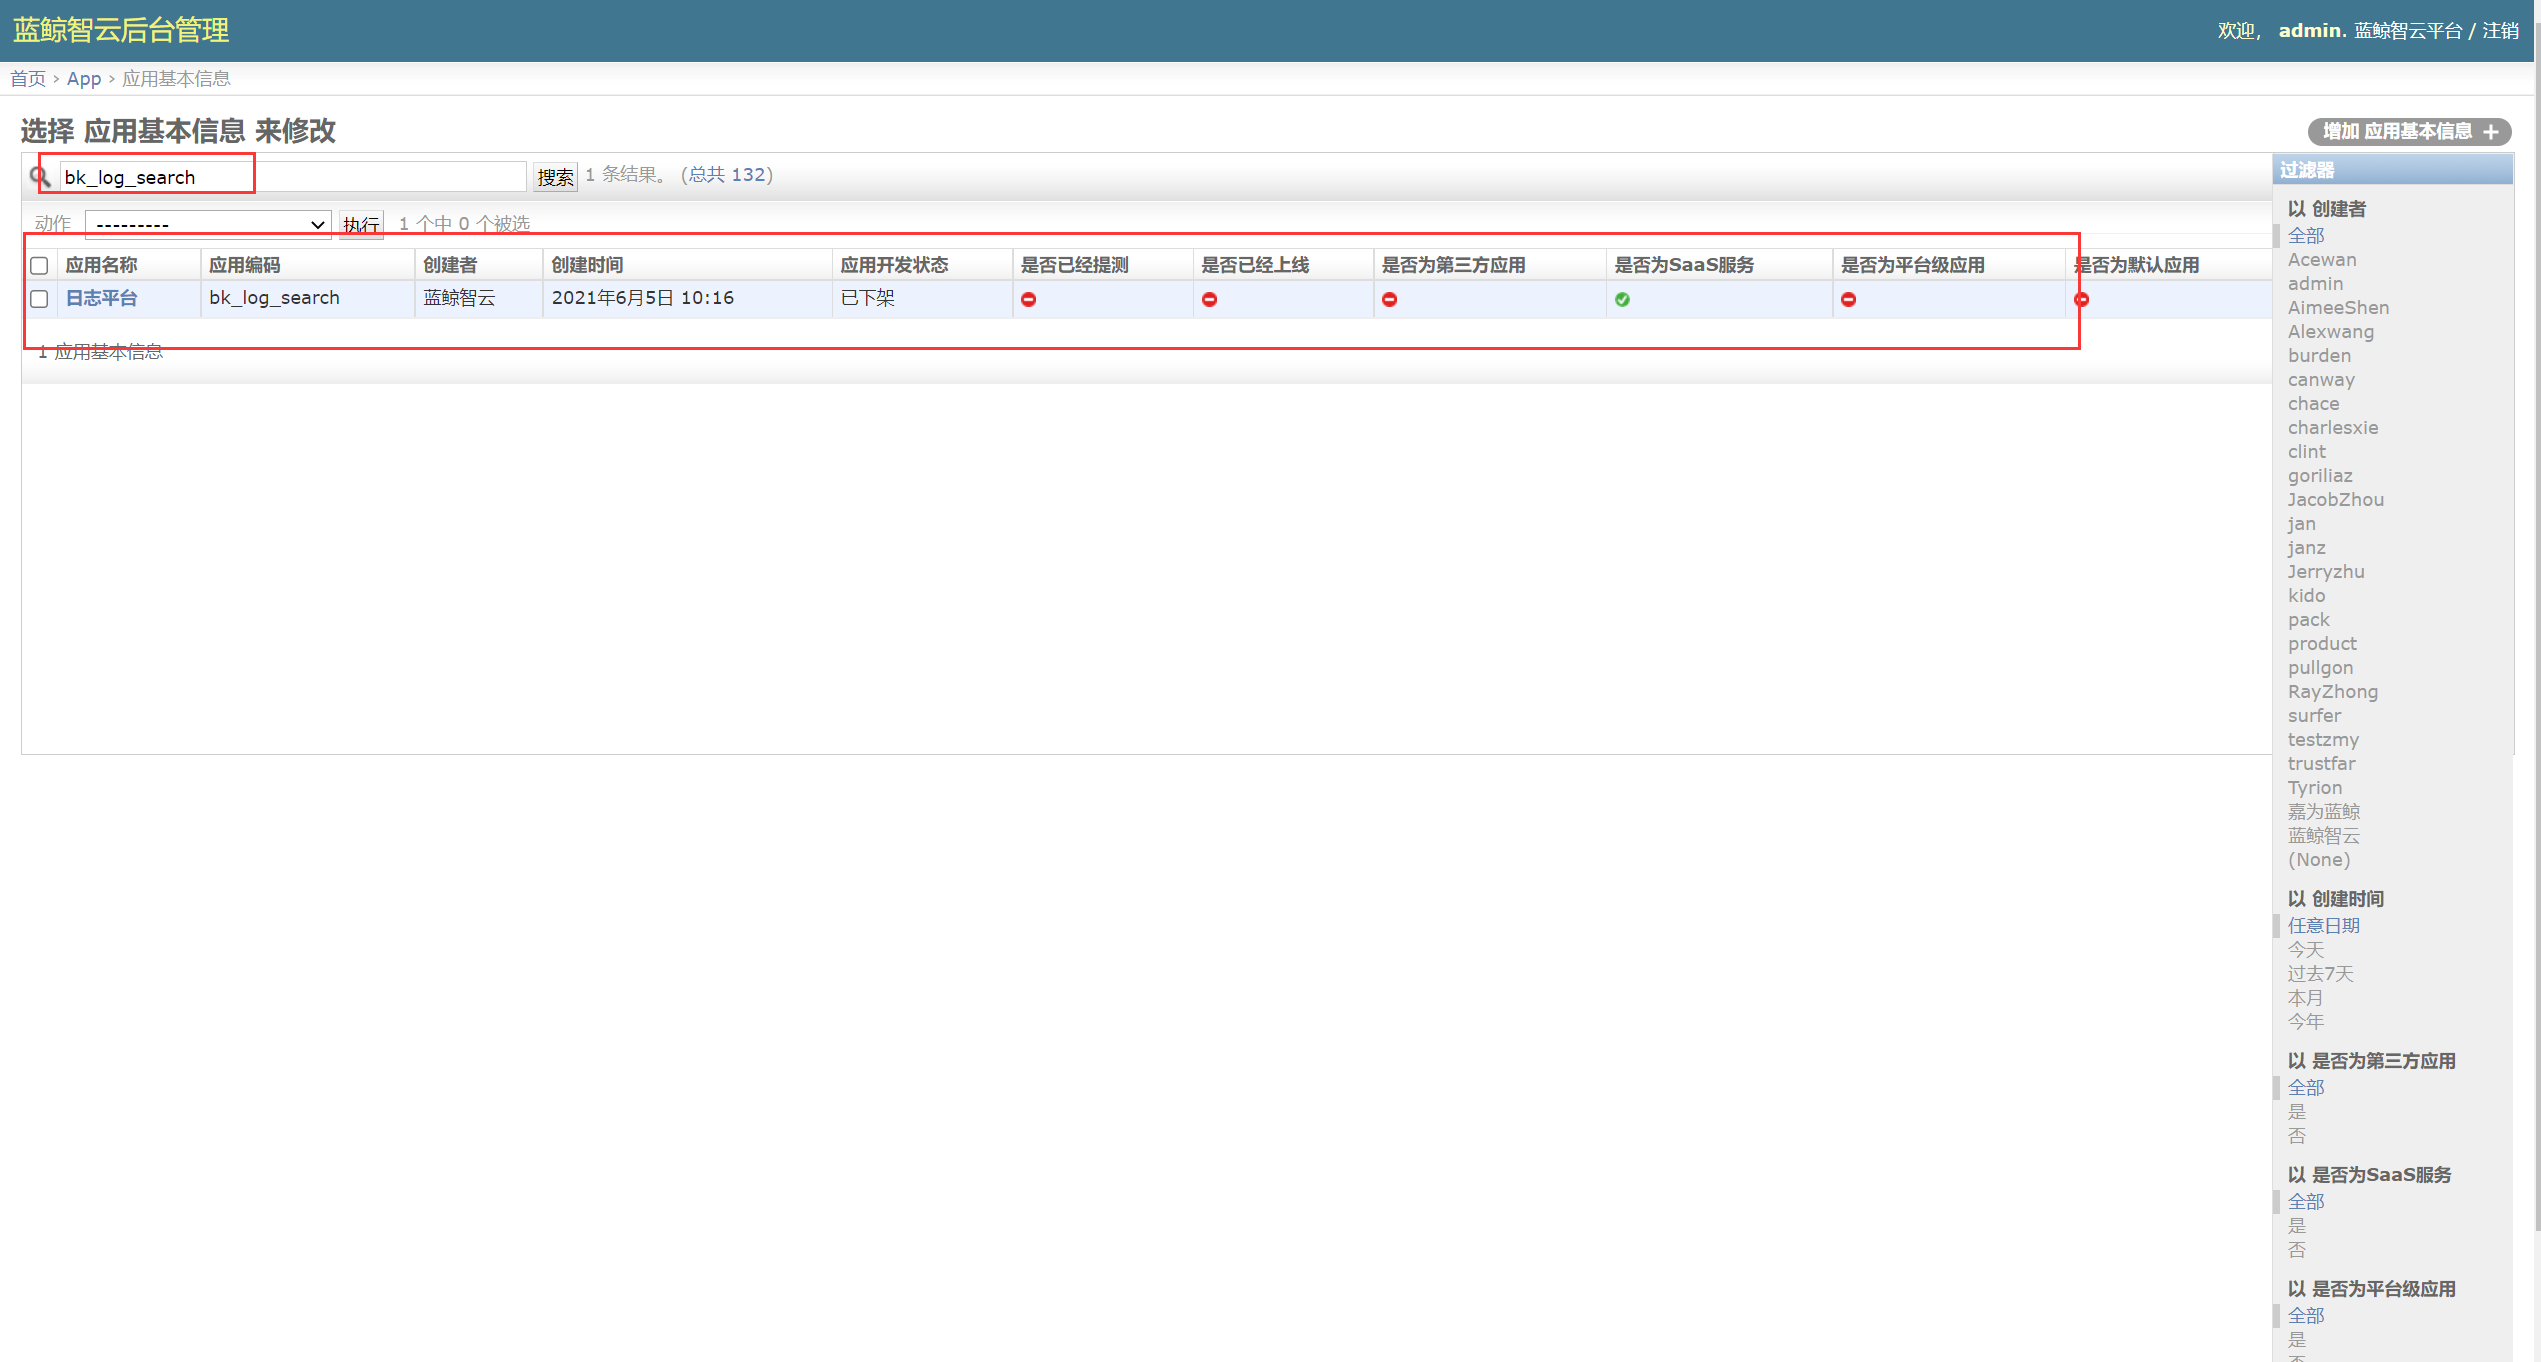 蓝鲸智云后台管理
欢迎， admin. 蓝鲸智云平台 / 注销
首页 › App › 应用基本信息
选择 应用基本信息 来修改
增加 应用基本信息 +
bk_log_search 搜索 1 条结果。 (总共 132)
动作 --------- 执行 1 个中 0 个被选
应用名称 应用编码 创建者 创建时间 应用开发状态 是否已经提测 是否已经上线 是否为第三方应用 是否为SaaS服务 是否为平台级应用 是否为默认应用
日志平台 bk_log_search 蓝鲸智云 2021年6月5日 10:16 已下架
1 应用基本信息
过滤器
以 创建者
全部
Acewan
admin
AimeeShen
Alexwang
burden
canway
chace
charlesxie
clint
goriliaz
JacobZhou
jan
janz
Jerryzhu
kido
pack
product
pullgon
RayZhong
surfer
testzmy
trustfar
Tyrion
嘉为蓝鲸
蓝鲸智云
(None)
以 创建时间
任意日期
今天
过去7天
本月
今年
以 是否为第三方应用
全部
是
否
以 是否为SaaS服务
全部
是
否
以 是否为平台级应用
全部
是